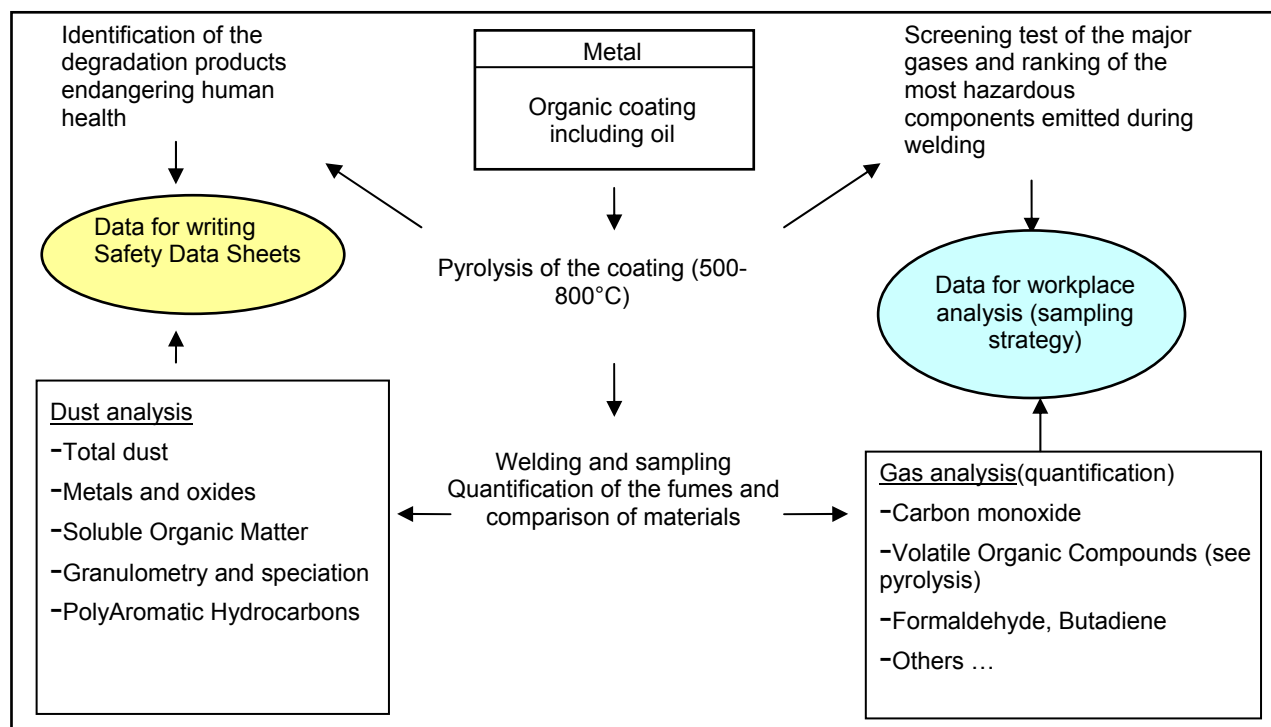 Identification of the
degradation products
endangering human
health
Metal
Organic coating
including oil
Screening test of the major
gases and ranking of the
most hazardous
components emitted during
welding
Data for writing
Safety Data Sheets
Pyrolysis of the coating (500-
800°C)
Data for workplace
analysis (sampling
strategy)
Dust analysis
-Total dust
-Metals and oxides
-Soluble Organic Matter
-Granulometry and speciation
-PolyAromatic Hydrocarbons
Welding and sampling
Quantification of the fumes and
comparison of materials
Gas analysis(quantification)
-Carbon monoxide
-Volatile Organic Compounds (see
pyrolysis)
-Formaldehyde, Butadiene
-Others …